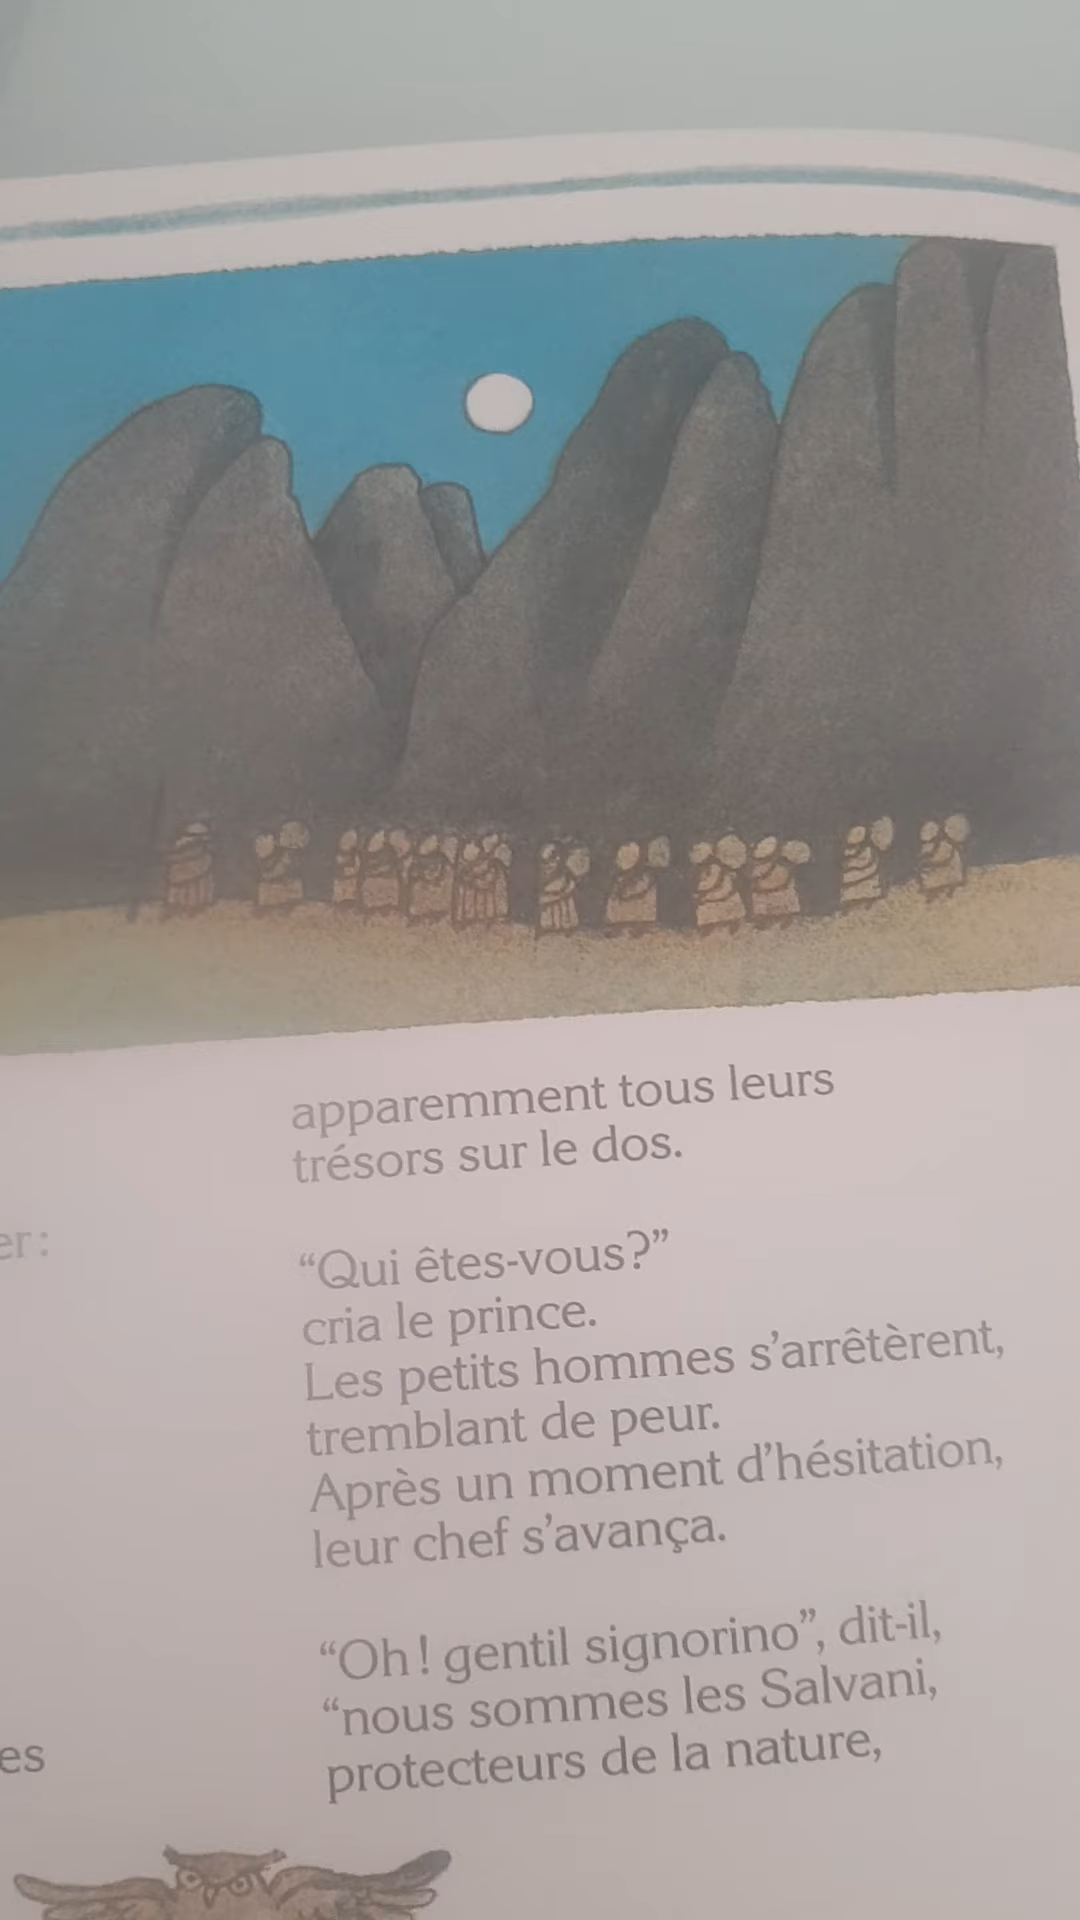 apparemment tous leurs
trésors sur le dos.
er:
“Qui êtes-vous?”
cria le prince.
Les petits hommes s’arrêtèrent,
tremblant de peur.
Après un moment d’hésitation,
leur chef s’avança.
“Oh! gentil signorino”, dit-il,
“nous sommes les Salvani,
es
protecteurs de la nature,